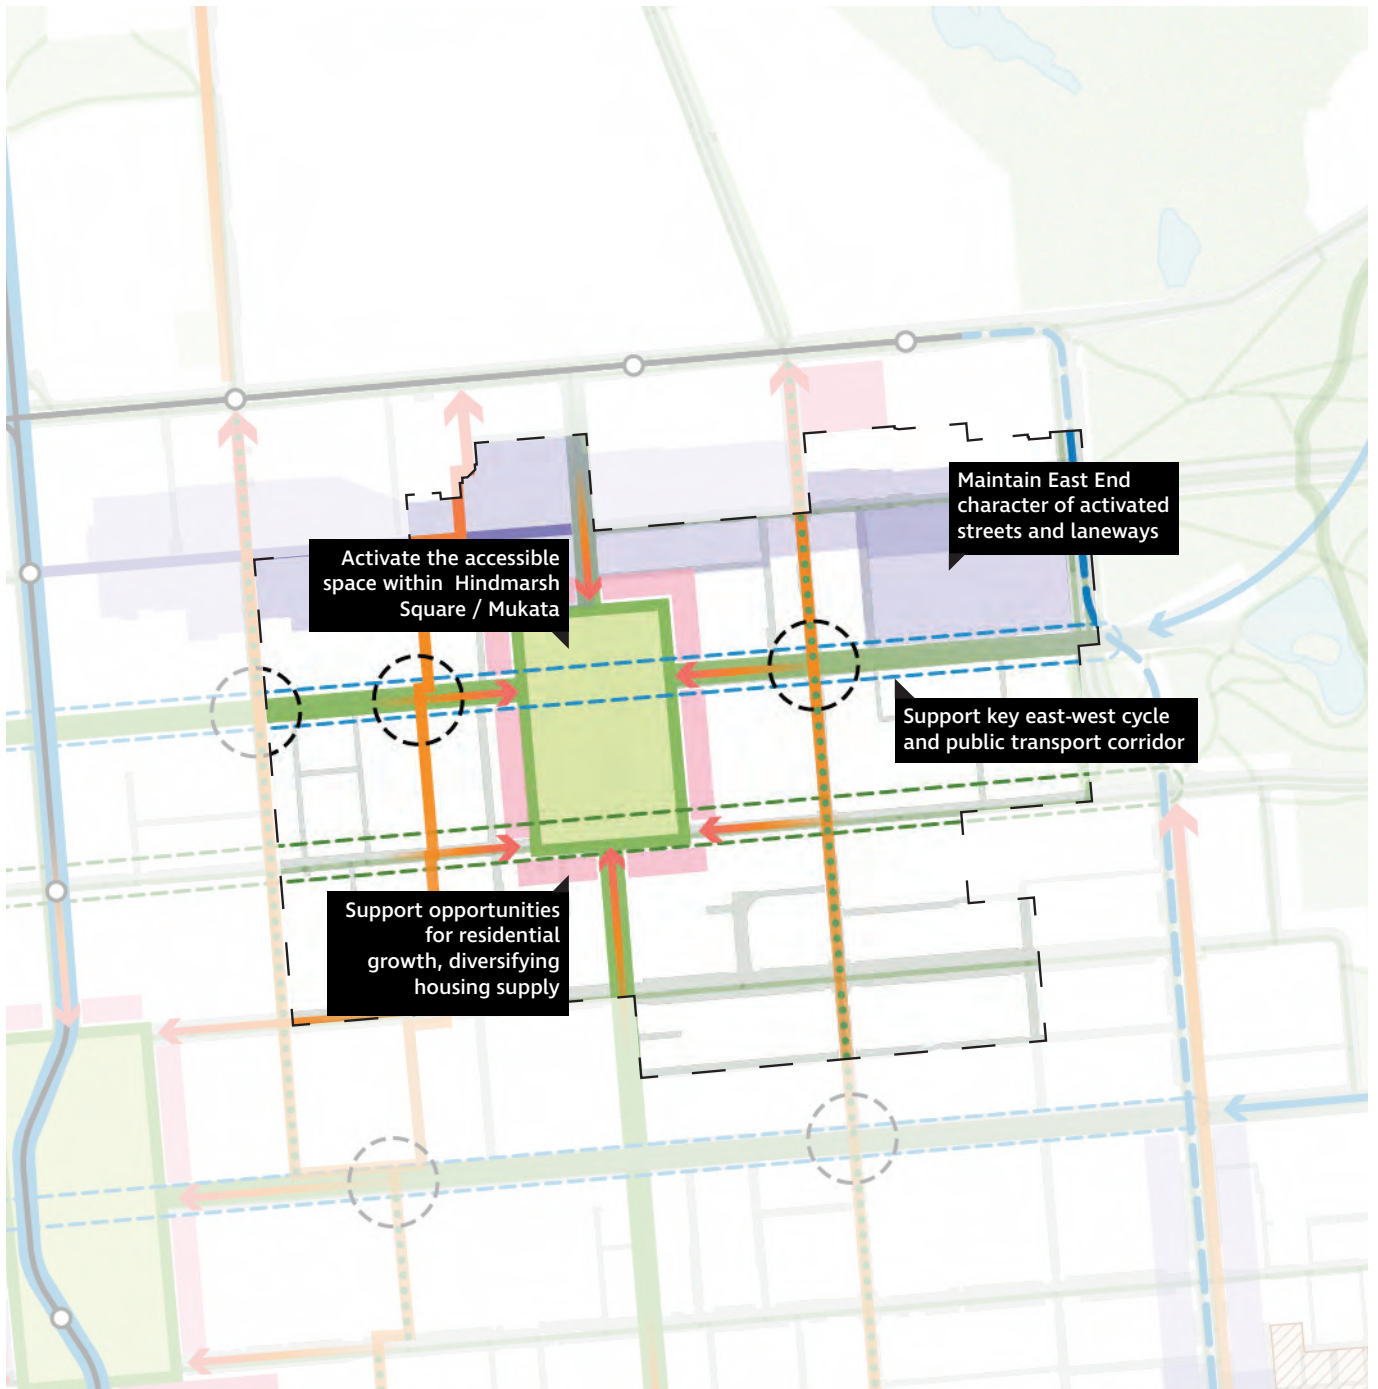 Maintain East End
character of activated
streets and laneways
Activate the accessible
space within Hindmarsh
Square / Mukata
Support key east-west cycle
and public transport corridor
Support opportunities
for residential
growth, diversifying
housing supply